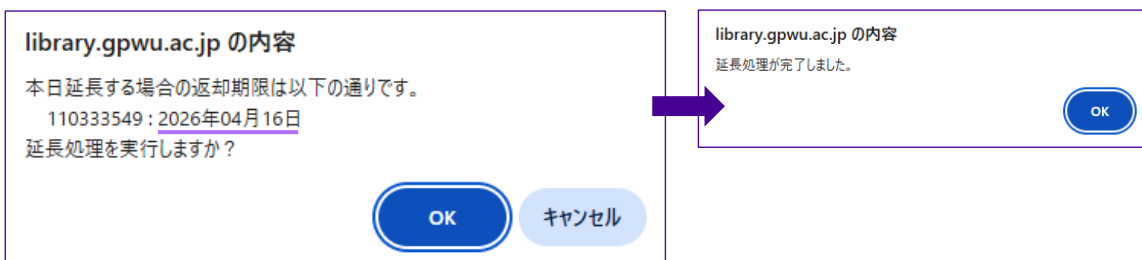 library.gpwu.ac.jp の内容
本日延長する場合の返却期限は以下の通りです。
110333549 : 2026年04月16日
延長処理を実行しますか?
OK
キャンセル
library.gpwu.ac.jp の内容
延長処理が完了しました。
OK